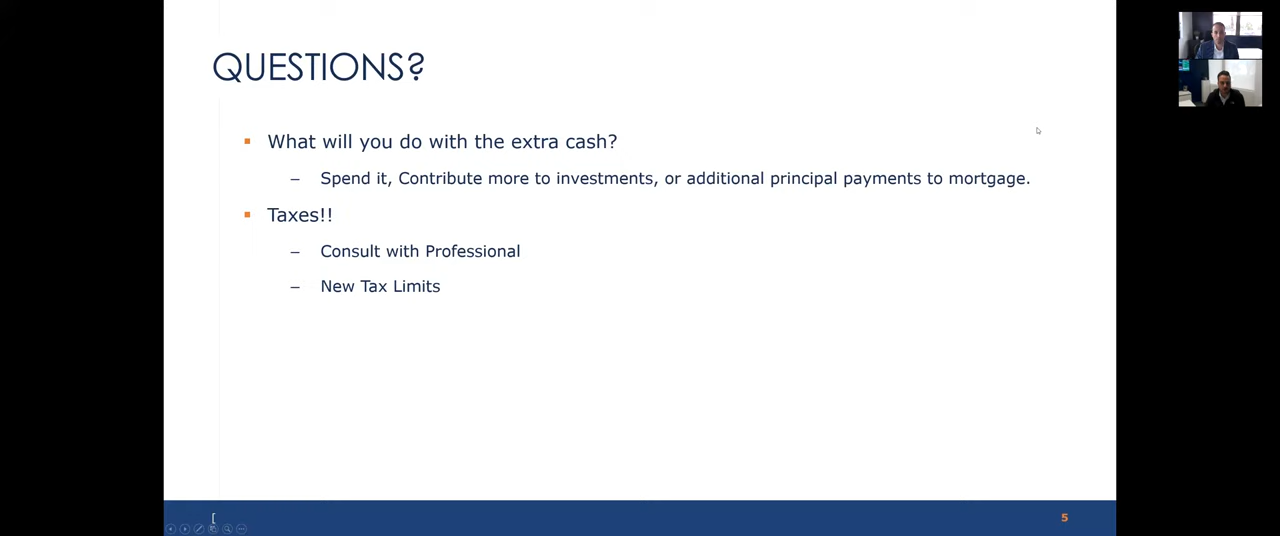 QUESTIONS?
What will you do with the extra cash?
– Spend it, Contribute more to investments, or additional principal payments to mortgage.
Taxes!!
– Consult with Professional
– New Tax Limits
[
5